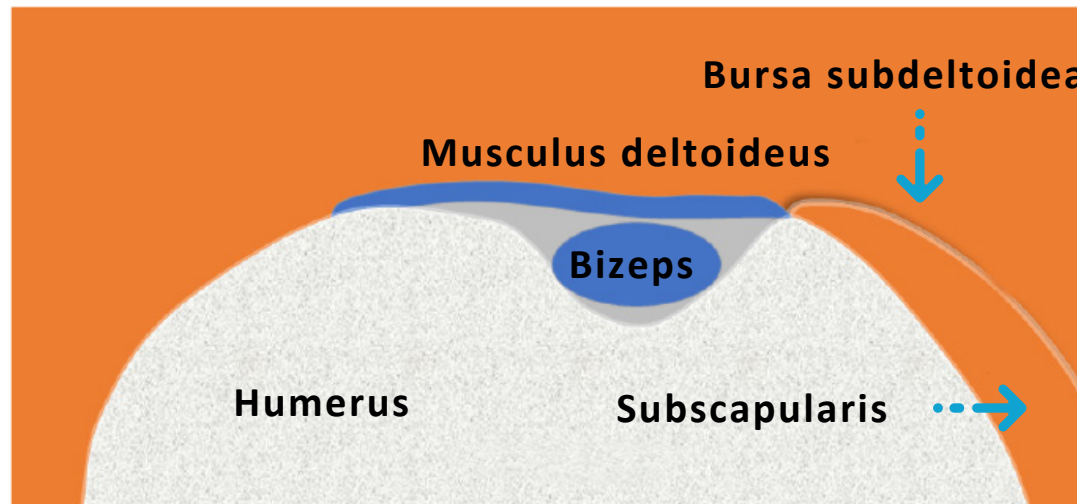 Bursa subdeltoidea
Musculus deltoideus
Bizeps
Humerus
Subscapularis